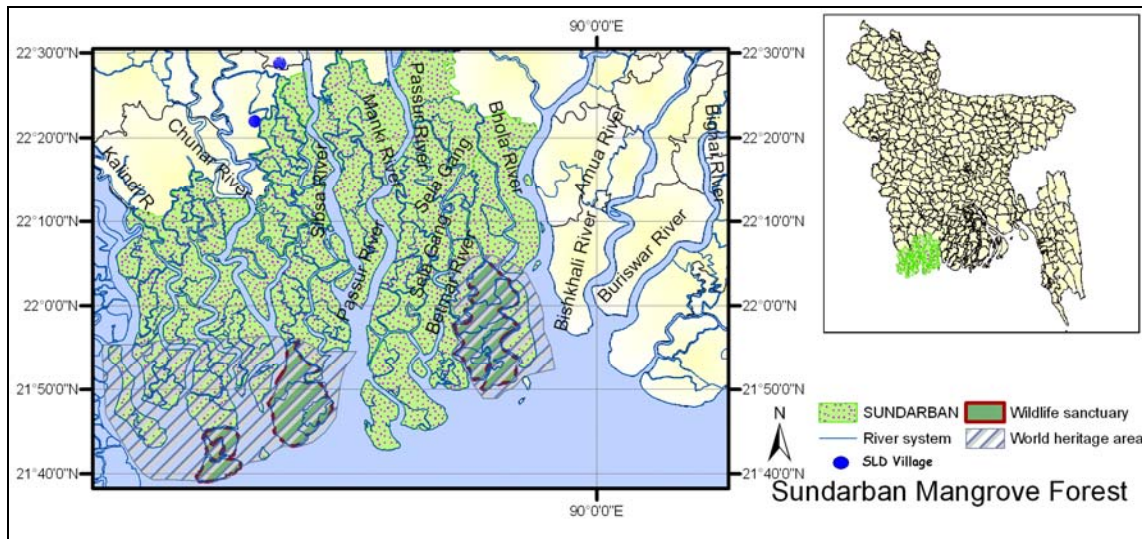 90°0'0"E
22°30'0"N
22°30'0"N
22°20'0"N
22°20'0"N
22°10'0"N
22°10'0"N
22°0'0"N
22°0'0"N
21°50'0"N
21°50'0"N
21°40'0"N
21°40'0"N
90°0'0"E
Kalindi R
Chunar River
Sibsa River
Manki River
Passur River
Passur River
Sela Gang
Sela Gang
Betmar River
Bhola River
Bishkhali River
Amua River
Buriswar River
Bighai River
N
SUNDARBAN
Wildlife sanctuary
River system
World heritage area
SLD Village
Sundarban Mangrove Forest